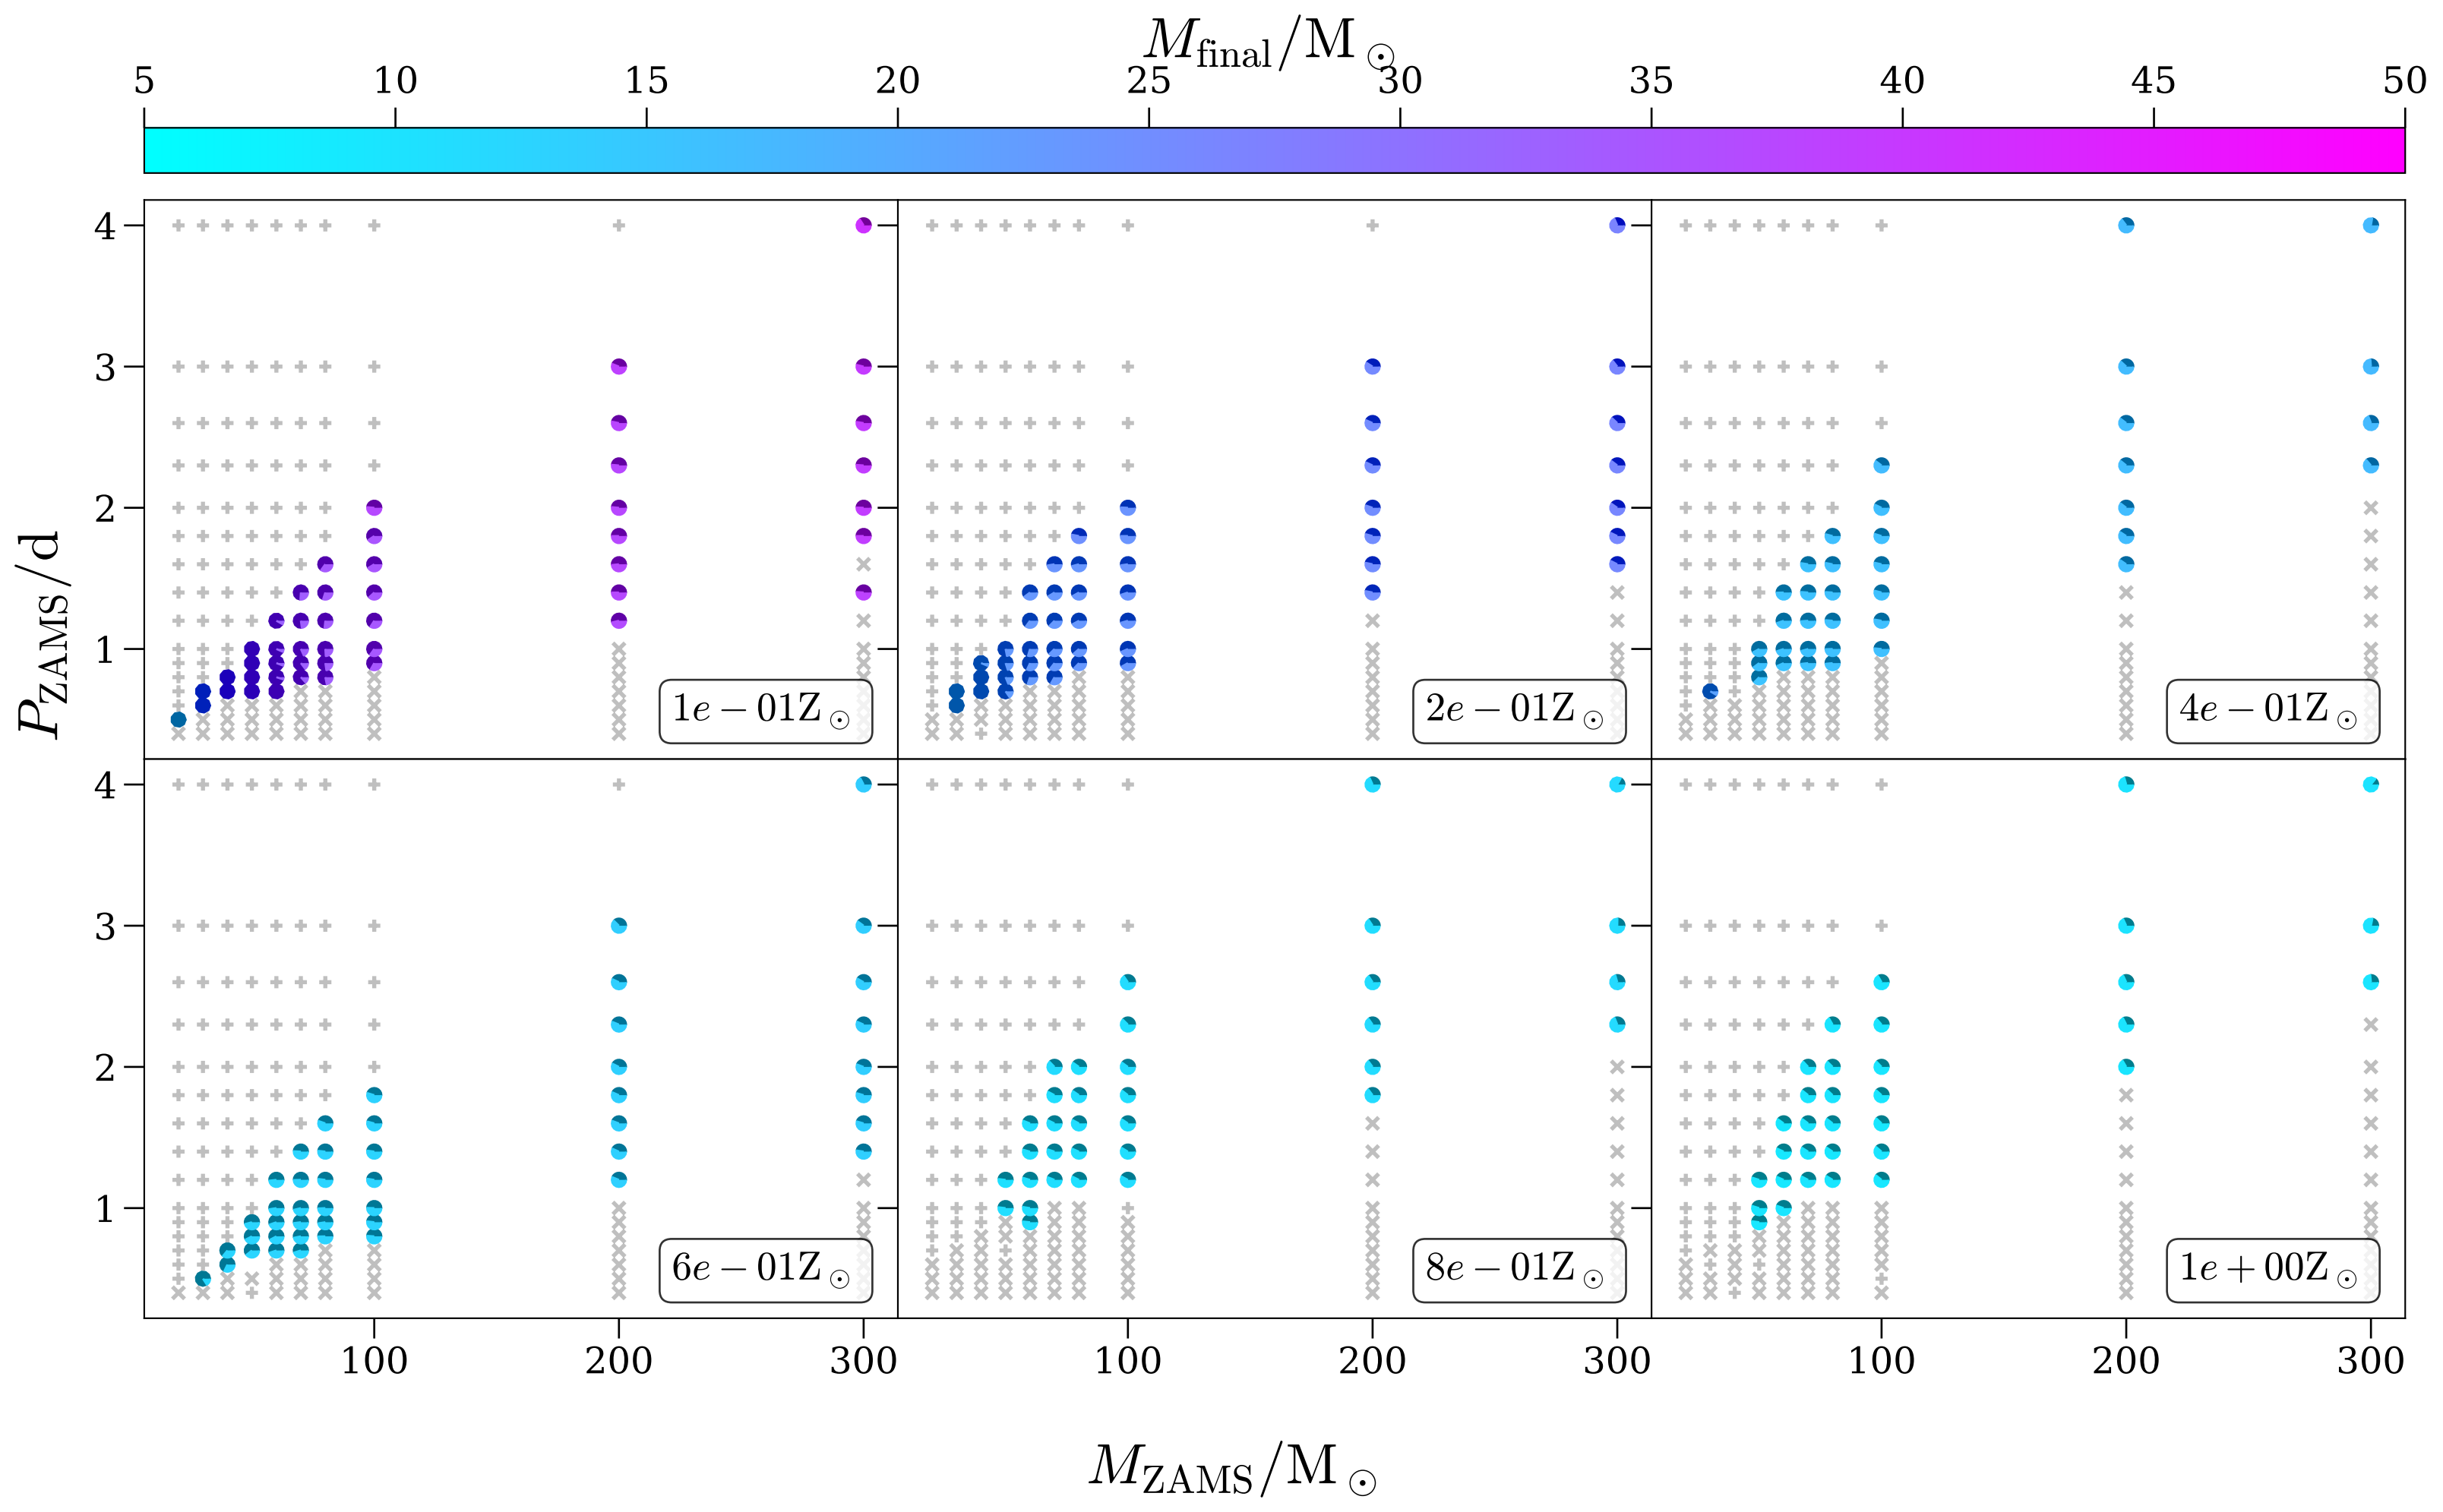 M_final/M_☉
5 10 15 20 25 30 35 40 45 50
P_ZAMS/d
4
3
2
1
1e−01Z_☉
2e−01Z_☉
4e−01Z_☉
4
3
2
1
6e−01Z_☉
8e−01Z_☉
1e+00Z_☉
100 200 300 100 200 300 100 200 300
M_ZAMS/M_☉